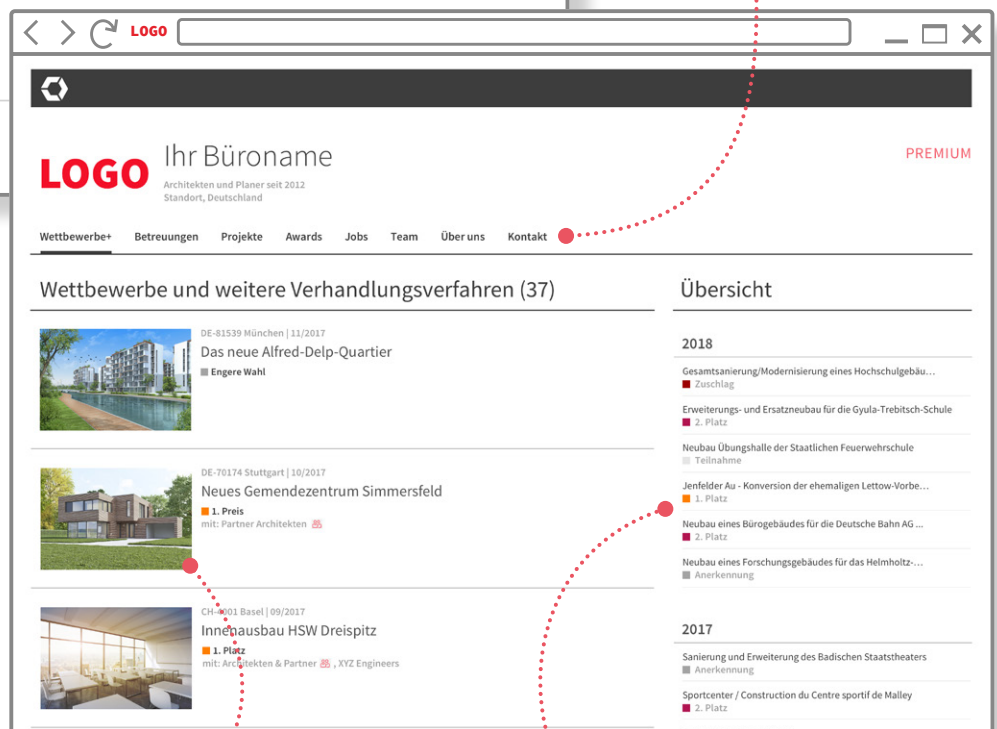 LOGO
LOGO
Ihr Büroname
Architekten und Planer seit 2012
Standort, Deutschland
PREMIUM
Wettbewerbe+ Betreuungen Projekte Awards Jobs Team Über uns Kontakt
Wettbewerbe und weitere Verhandlungsverfahren (37)
DE-81539 München | 11/2017
Das neue Alfred-Delp-Quartier
Engere Wahl
DE-70174 Stuttgart | 10/2017
Neues Gemendezentrum Simmersfeld
1. Preis
mit: Partner Architekten
CH-4001 Basel | 09/2017
Innenausbau HSW Dreispitz
1. Platz
mit: Architekten & Partner , XYZ Engineers
Übersicht
2018
Gesamtsanierung/Modernisierung eines Hochschulgebäu...
Zuschlag
Erweiterungs- und Ersatzneubau für die Gyula-Trebitsch-Schule
2. Platz
Neubau Übungshalle der Staatlichen Feuerwehrschule
Teilnahme
Jenfelder Au - Konversion der ehemaligen Lettow-Vorbe...
1. Platz
Neubau eines Bürogebäudes für die Deutsche Bahn AG ...
2. Platz
Neubau eines Forschungsgebäudes für das Helmholtz-...
Anerkennung
2017
Sanierung und Erweiterung des Badischen Staatstheaters
Anerkennung
Sportcenter / Construction du Centre sportif de Malley
2. Platz